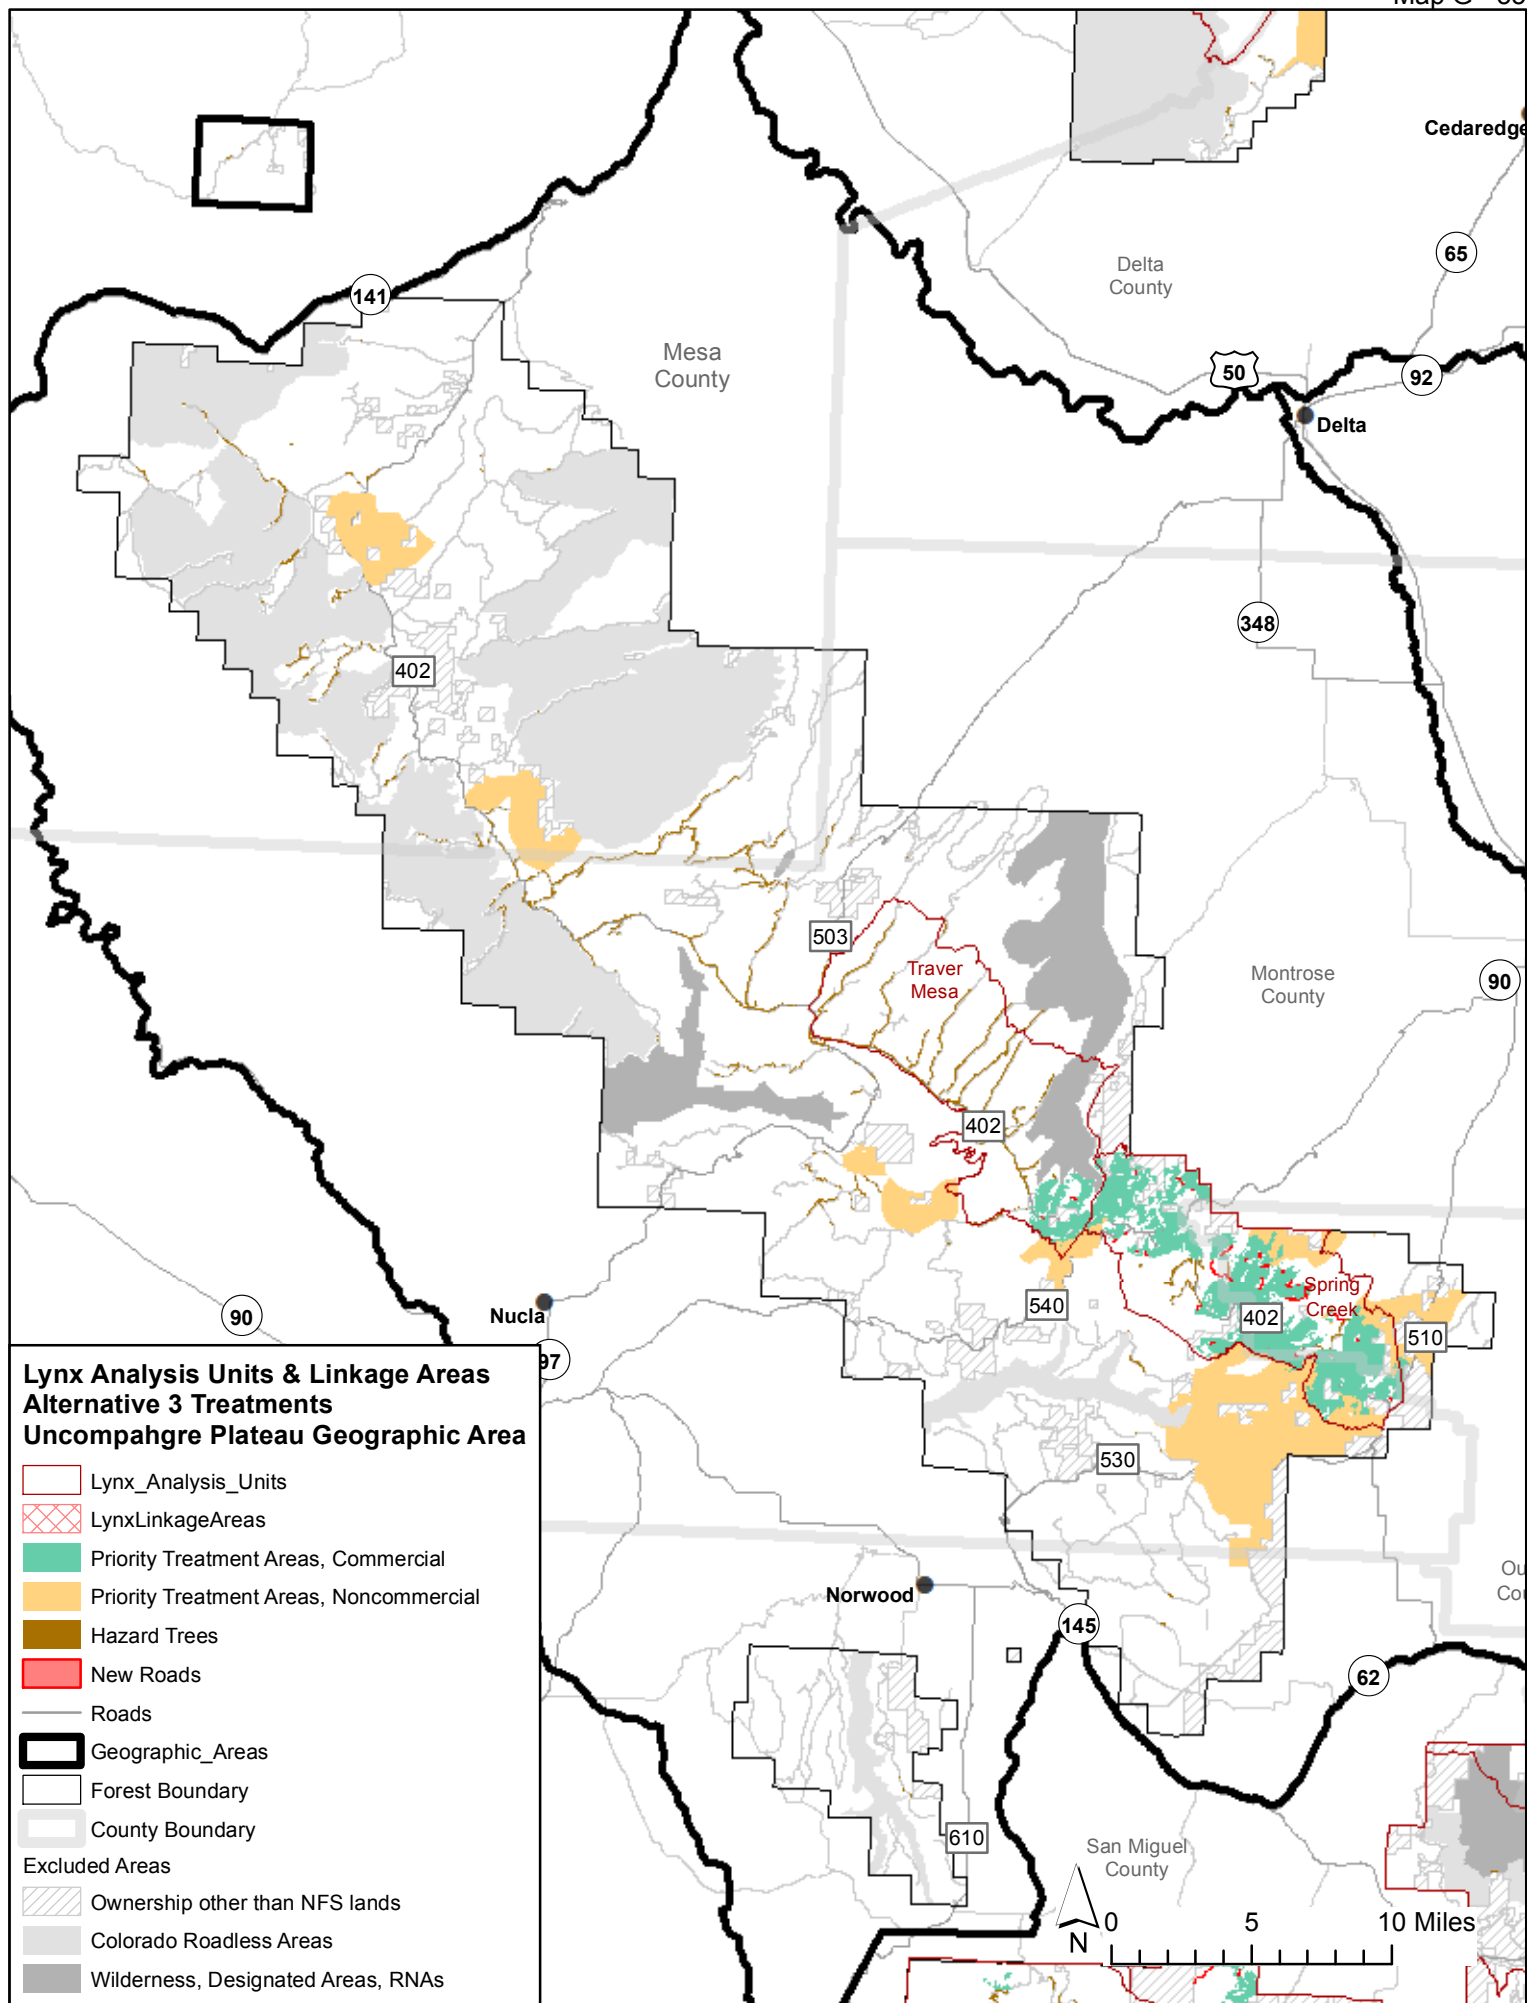 Cedaredge
65
Delta
County
141
Mesa
County
50
92
Delta
348
402
503
Traver
Mesa
Montrose
County
90
402
Spring
Creek
540
402
510
90
Nucla
97
530
Norwood
145
62
610
San Miguel
County
0 5 10 Miles
N
Lynx Analysis Units & Linkage Areas
Alternative 3 Treatments
Uncompahgre Plateau Geographic Area
Lynx_Analysis_Units
LynxLinkageAreas
Priority Treatment Areas, Commercial
Priority Treatment Areas, Noncommercial
Hazard Trees
New Roads
Roads
Geographic_Areas
Forest Boundary
County Boundary
Excluded Areas
Ownership other than NFS lands
Colorado Roadless Areas
Wilderness, Designated Areas, RNAs